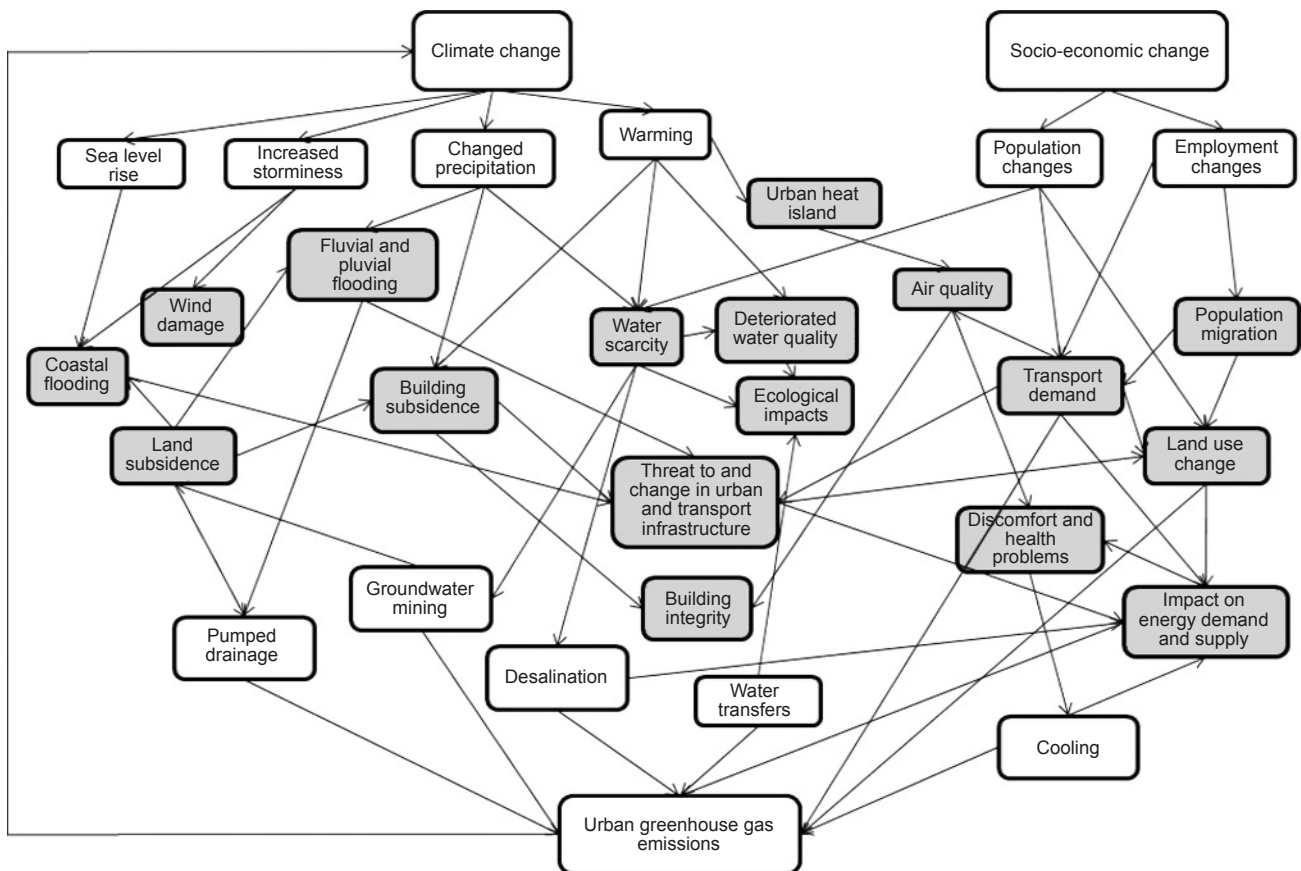 Climate change
Socio-economic change
Sea level
rise
Increased
storminess
Changed
precipitation
Warming
Population
changes
Employment
changes
Urban heat
island
Fluvial and
pluvial
flooding
Wind
damage
Air quality
Water
scarcity
Deteriorated
water quality
Population
migration
Coastal
flooding
Building
subsidence
Ecological
impacts
Transport
demand
Land
subsidence
Threat to and
change in urban
and transport
infrastructure
Land use
change
Discomfort and
health
problems
Groundwater
mining
Building
integrity
Impact on
energy demand
and supply
Pumped
drainage
Desalination
Water
transfers
Cooling
Urban greenhouse gas
emissions